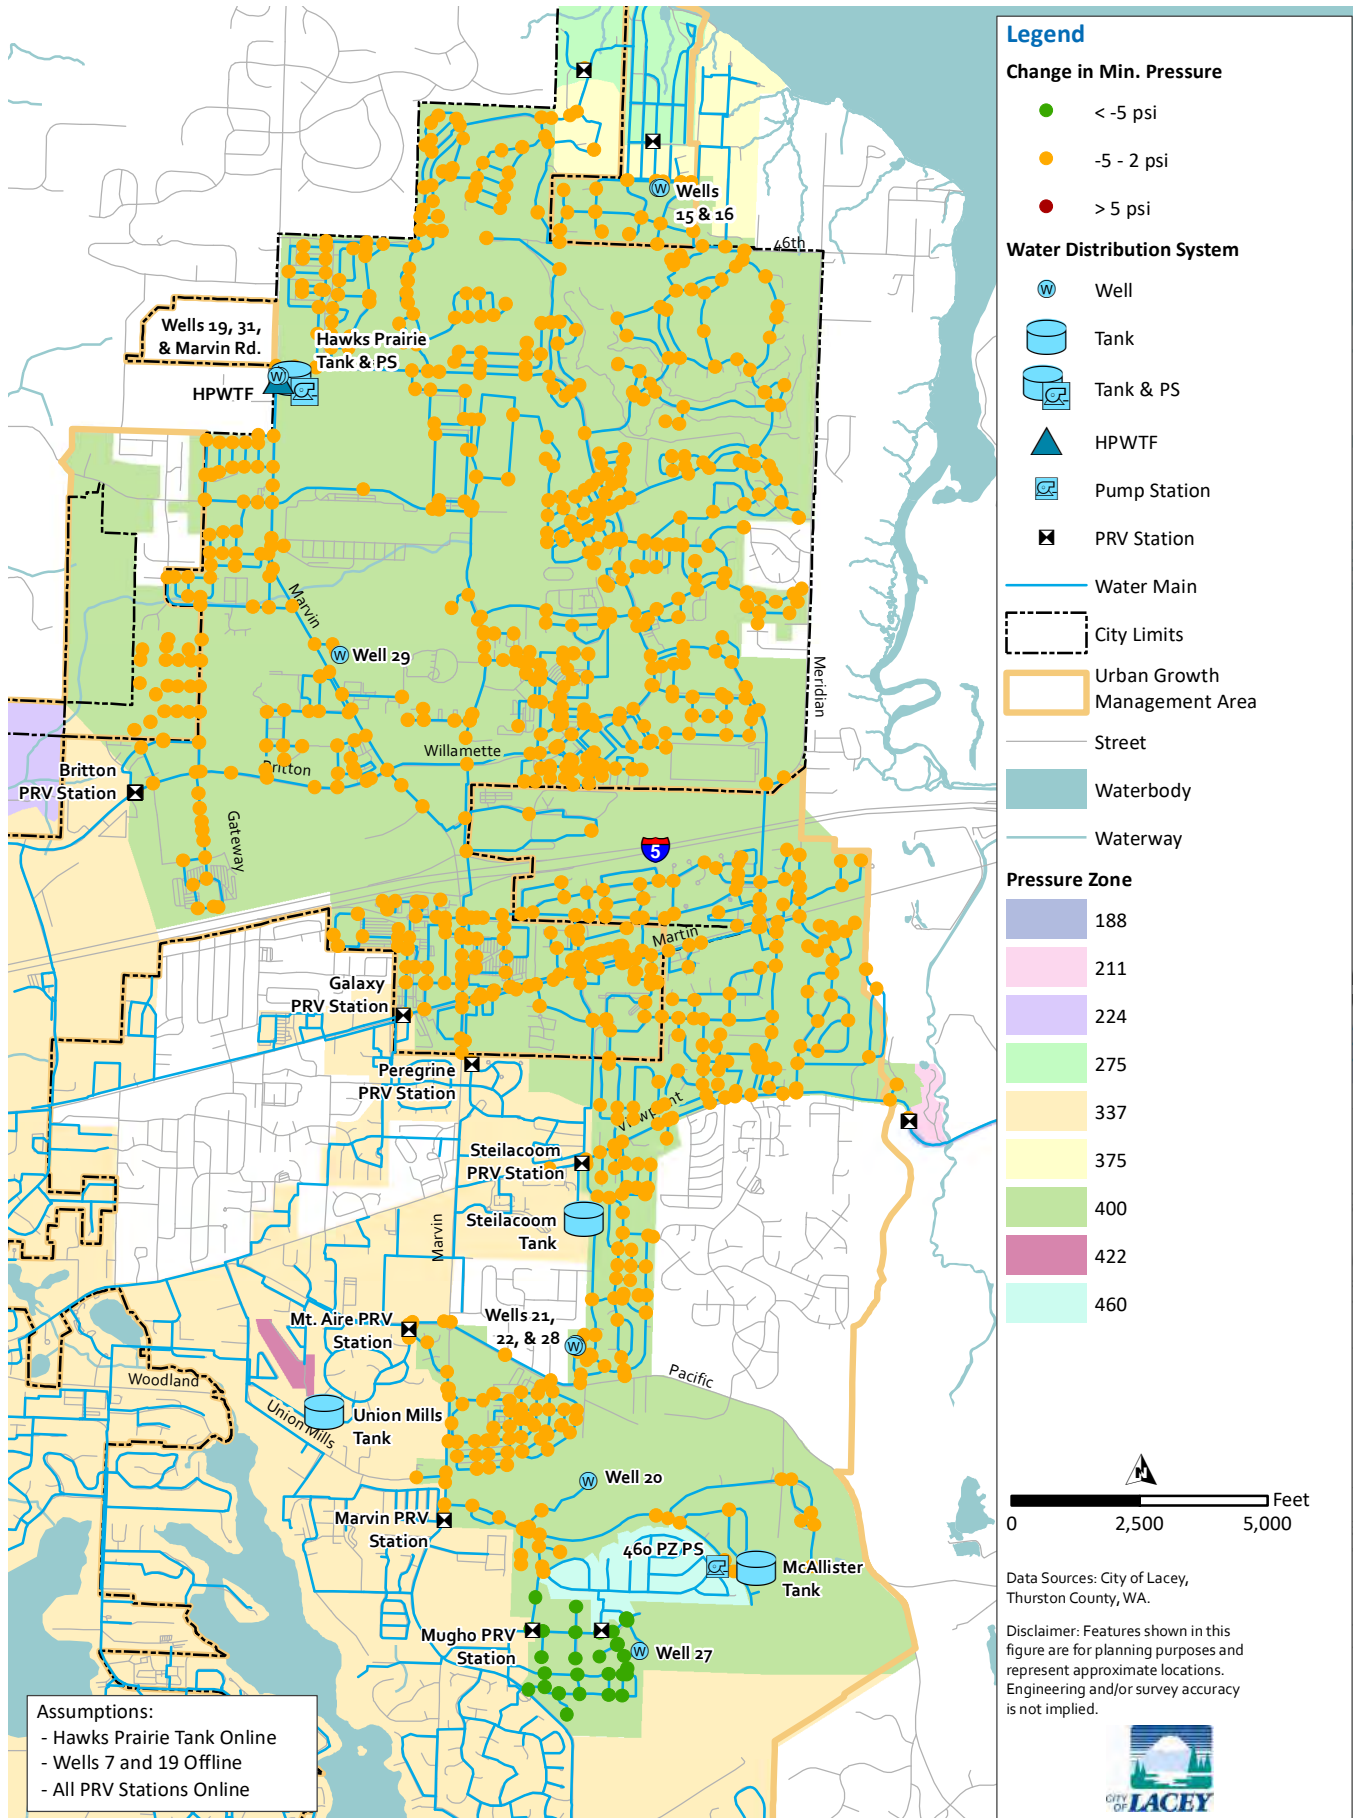 Wells
15 & 16
46th
Wells 19, 31,
& Marvin Rd.
Hawks Prairie
Tank & PS
HPWTF
Marvin
Well 29
Meridian
Willamette
Britton
Britton
PRV Station
Gateway
5
Martin
Galaxy
PRV Station
Peregrine
PRV Station
Viewpoint
Steilacoom
PRV Station
Steilacoom
Tank
Marvin
Wells 21,
22, & 28
Mt. Aire PRV
Station
Pacific
Woodland
Union Mills
Union Mills
Tank
Well 20
Marvin PRV
Station
460 PZ PS
McAllister
Tank
Mugho PRV
Station
Well 27
Assumptions:
- Hawks Prairie Tank Online
- Wells 7 and 19 Offline
- All PRV Stations Online
Legend
Change in Min. Pressure
< -5 psi
-5 - 2 psi
> 5 psi
Water Distribution System
W Well
Tank
Tank & PS
HPWTF
Pump Station
PRV Station
Water Main
City Limits
Urban Growth
Management Area
Street
Waterbody
Waterway
Pressure Zone
188
211
224
275
337
375
400
422
460
N
Feet
0 2,500 5,000
Data Sources: City of Lacey,
Thurston County, WA.
Disclaimer: Features shown in this
figure are for planning purposes and
represent approximate locations.
Engineering and/or survey accuracy
is not implied.
CITY
OF LACEY